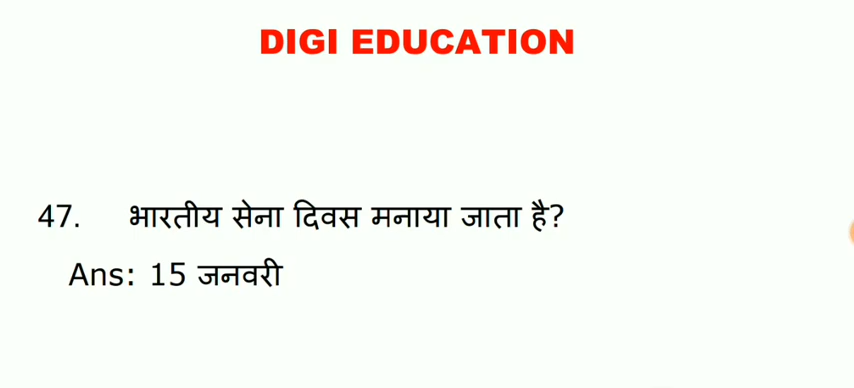 DIGI EDUCATION
47. भारतीय सेना दिवस मनाया जाता है?
Ans: 15 जनवरी